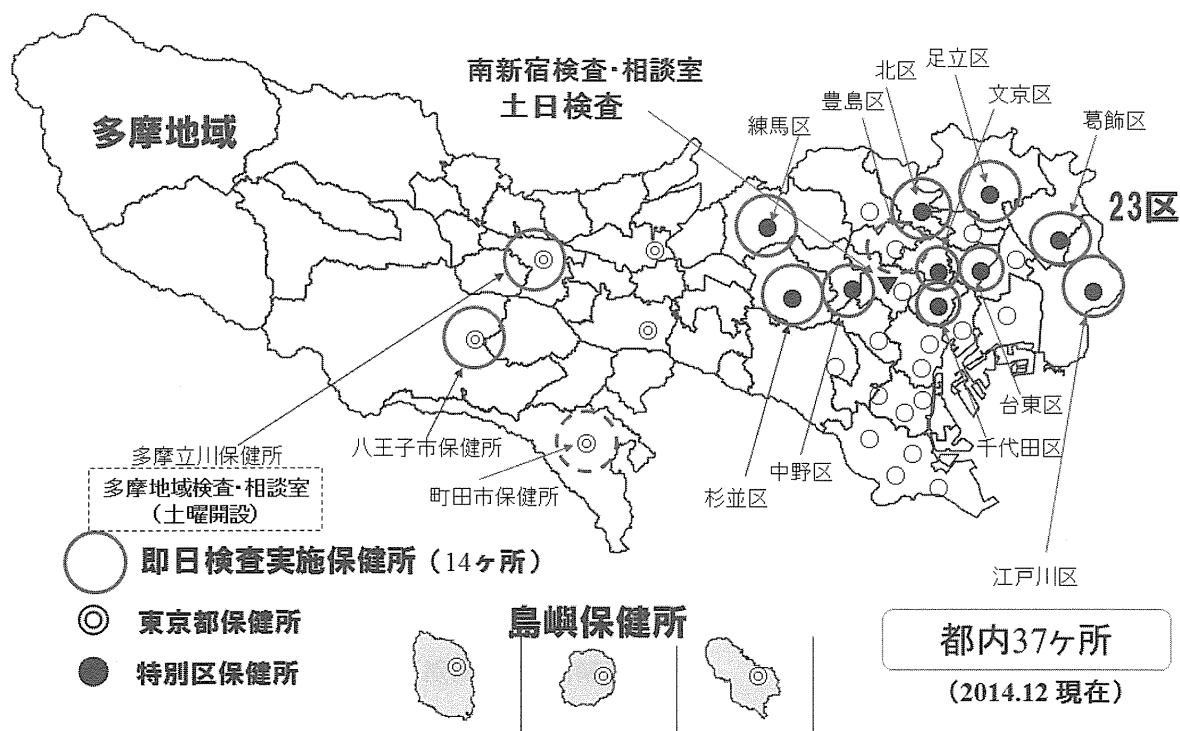 多摩地域
南新宿検査・相談室
土日検査
練馬区
豊島区
北区
足立区
文京区
葛飾区
23区
多摩立川保健所
多摩地域検査・相談室
（土曜開設）
八王子市保健所
町田市保健所
杉並区
中野区
千代田区
台東区
江戸川区
即日検査実施保健所（14ヶ所）
東京都保健所
特別区保健所
島嶼保健所
都内37ヶ所
（2014.12 現在）